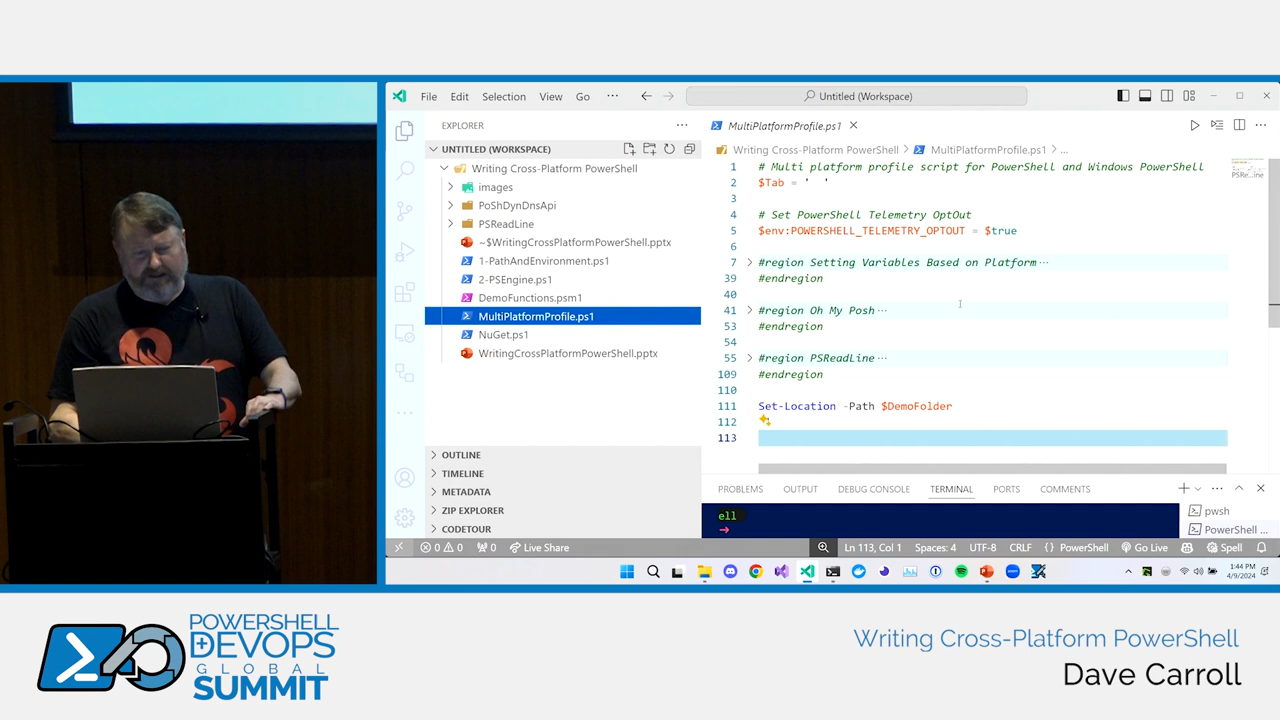 File Edit Selection View Go ··· Untitled (Workspace)
EXPLORER
UNTITLED (WORKSPACE)
Writing Cross-Platform PowerShell
images
PoShDynDnsApi
PSReadLine
~$WritingCrossPlatformPowerShell.pptx
1-PathAndEnvironment.ps1
2-PSEngine.ps1
DemoFunctions.psm1
MultiPlatformProfile.ps1
NuGet.ps1
WritingCrossPlatformPowerShell.pptx
OUTLINE
TIMELINE
METADATA
ZIP EXPLORER
CODETOUR
MultiPlatformProfile.ps1
Writing Cross-Platform PowerShell > MultiPlatformProfile.ps1 > ...
1 # Multi platform profile script for PowerShell and Windows PowerShell
2 $Tab = '  '
3
4 # Set PowerShell Telemetry OptOut
5 $env:POWERSHELL_TELEMETRY_OPTOUT = $true
6
7 #region Setting Variables Based on Platform···
39 #endregion
40
41 #region Oh My Posh···
53 #endregion
54
55 #region PSReadLine···
109 #endregion
110
111 Set-Location -Path $DemoFolder
112
113
PROBLEMS OUTPUT DEBUG CONSOLE TERMINAL PORTS COMMENTS
ell
pwsh
PowerShell ...
0 0 0 Live Share Ln 113, Col 1 Spaces: 4 UTF-8 CRLF {} PowerShell Go Live Spell
1:44 PM
4/9/2024
POWERSHELL
DEVOPS
GLOBAL
SUMMIT
Writing Cross-Platform PowerShell
Dave Carroll